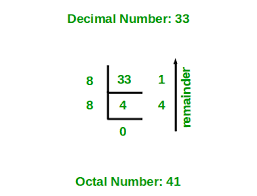 Decimal Number: 33
8 33 1
8 4 4
0
remainder
Octal Number: 41